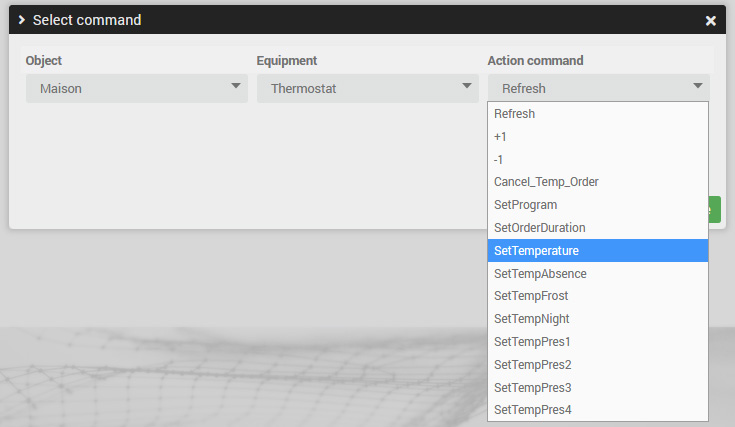 Select command
Object Equipment Action command
Maison Thermostat Refresh
Refresh
+1
-1
Cancel_Temp_Order
SetProgram
SetOrderDuration
SetTemperature
SetTempAbsence
SetTempFrost
SetTempNight
SetTempPres1
SetTempPres2
SetTempPres3
SetTempPres4